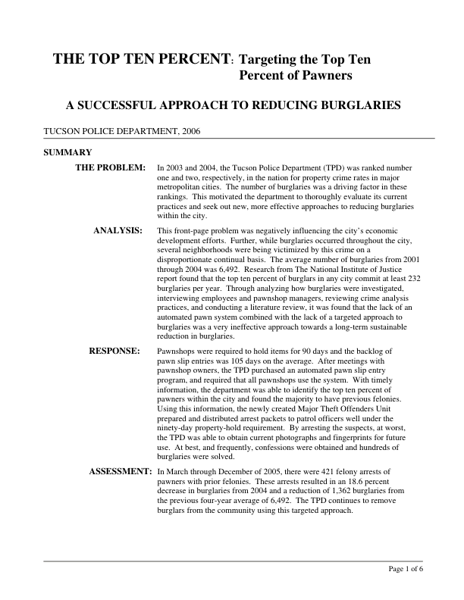 THE TOP TEN PERCENT: Targeting the Top Ten
Percent of Pawners
A SUCCESSFUL APPROACH TO REDUCING BURGLARIES
TUCSON POLICE DEPARTMENT, 2006
SUMMARY
THE PROBLEM: In 2003 and 2004, the Tucson Police Department (TPD) was ranked number
one and two, respectively, in the nation for property crime rates in major
metropolitan cities. The number of burglaries was a driving factor in these
rankings. This motivated the department to thoroughly evaluate its current
practices and seek out new, more effective approaches to reducing burglaries
within the city.
ANALYSIS: This front-page problem was negatively influencing the city's economic
development efforts. Further, while burglaries occurred throughout the city,
several neighborhoods were being victimized by this crime on a
disproportionate continual basis. The average number of burglaries from 2001
through 2004 was 6,492. Research from The National Institute of Justice
report found that the top ten percent of burglars in any city commit at least 232
burglaries per year. Through analyzing how burglaries were investigated,
interviewing employees and pawnshop managers, reviewing crime analysis
practices, and conducting a literature review, it was found that the lack of an
automated pawn system combined with the lack of a targeted approach to
burglaries was a very ineffective approach towards a long-term sustainable
reduction in burglaries.
RESPONSE: Pawnshops were required to hold items for 90 days and the backlog of
pawn slip entries was 105 days on the average. After meetings with
pawnshop owners, the TPD purchased an automated pawn slip entry
program, and required that all pawnshops use the system. With timely
information, the department was able to identify the top ten percent of
pawners within the city and found the majority to have previous felonies.
Using this information, the newly created Major Theft Offenders Unit
prepared and distributed arrest packets to patrol officers well under the
ninety-day property-hold requirement. By arresting the suspects, at worst,
the TPD was able to obtain current photographs and fingerprints for future
use. At best, and frequently, confessions were obtained and hundreds of
burglaries were solved.
ASSESSMENT: In March through December of 2005, there were 421 felony arrests of
pawners with prior felonies. These arrests resulted in an 18.6 percent
decrease in burglaries from 2004 and a reduction of 1,362 burglaries from
the previous four-year average of 6,492. The TPD continues to remove
burglars from the community using this targeted approach.
Page 1 of 6